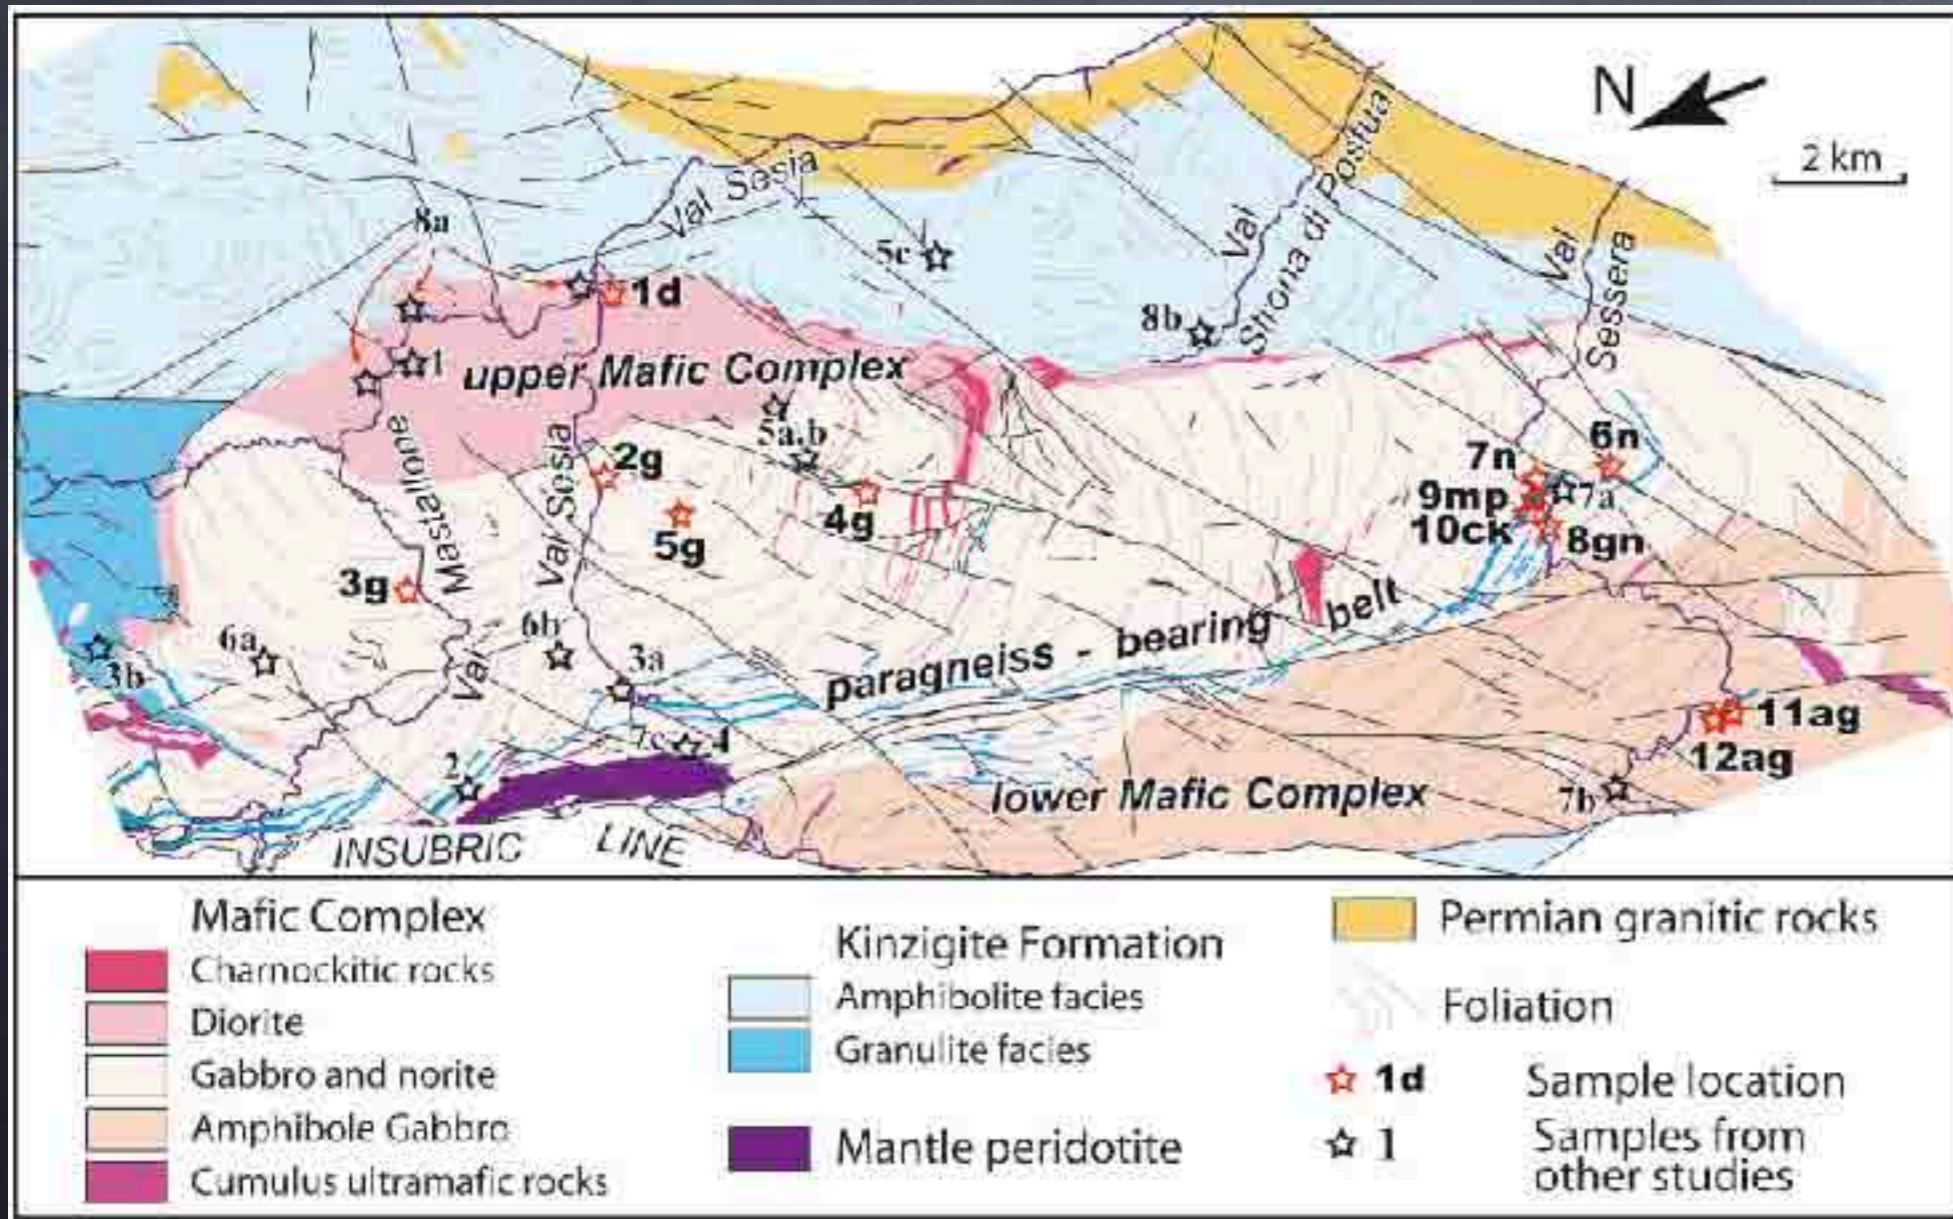 N
2 km
Val Sesia
Val
Strona di Postua
Val
Sessera
8a
5c
1d
8b
1
upper Mafic Complex
Mastallone
Val
Val Sesia
5a,b
2g
5g
4g
3g
7n
6n
9mp
7a
10ck
8gn
6a
6b
3a
3b
paragneiss - bearing belt
7c
4
2
lower Mafic Complex
11ag
12ag
7b
INSUBRIC LINE
Mafic Complex
Charnockitic rocks
Diorite
Gabbro and norite
Amphibole Gabbro
Cumulus ultramafic rocks
Kinzigite Formation
Amphibolite facies
Granulite facies
Mantle peridotite
Permian granitic rocks
Foliation
1d Sample location
1 Samples from
other studies